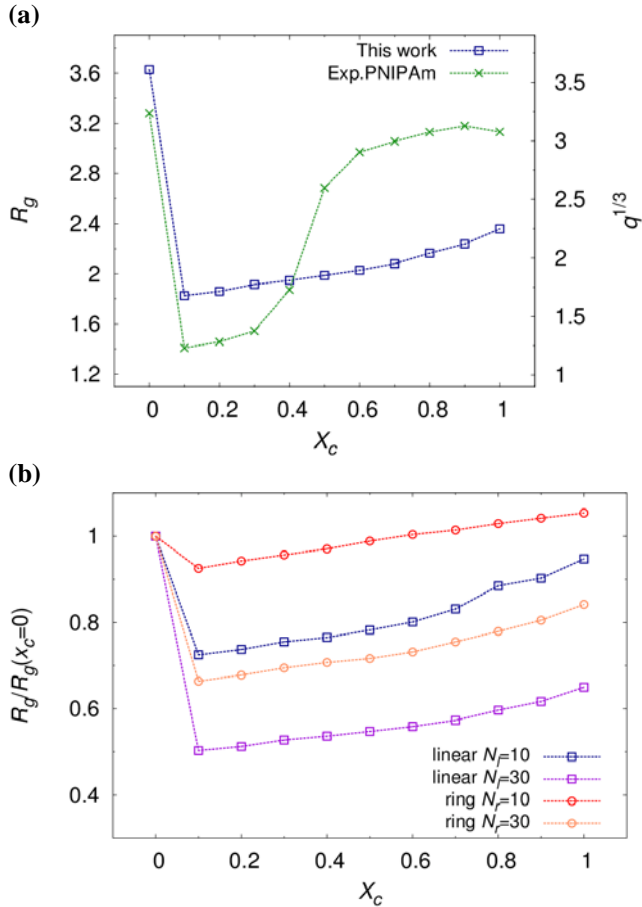 (a)
This work
Exp.PNIPAm
3.6
3.2
2.8
2.4
2
1.6
1.2
R_g
3.5
3
2.5
2
1.5
1
q^{1/3}
0 0.2 0.4 0.6 0.8 1
X_c
(b)
1
0.8
0.6
0.4
R_g/R_g(x_c=0)
linear N_l=10
linear N_l=30
ring N_r=10
ring N_r=30
0 0.2 0.4 0.6 0.8 1
X_c